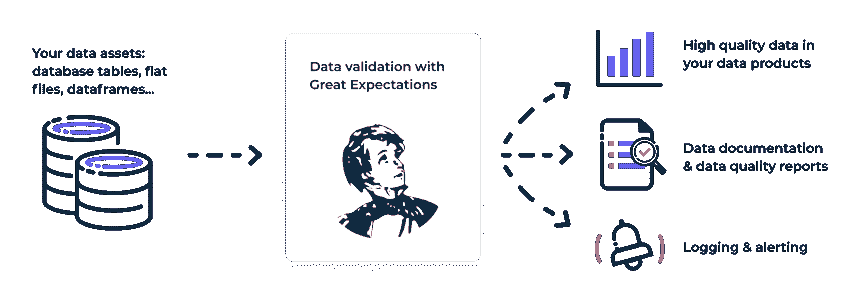 Your data assets:
database tables, flat
files, dataframes...
Data validation with
Great Expectations
High quality data in
your data products
Data documentation
& data quality reports
Logging & alerting